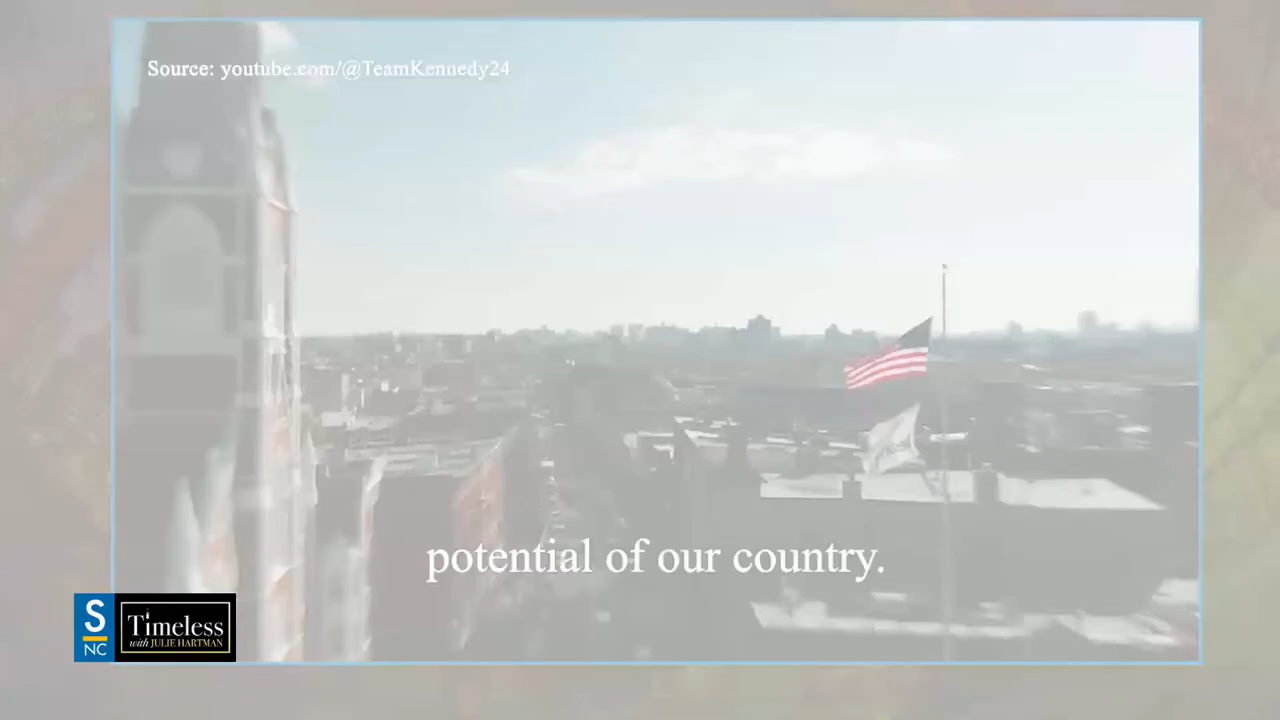 Source: youtube.com/@TeamKennedy24
potential of our country.
S
NC
Timeless
with JULIE HARTMAN